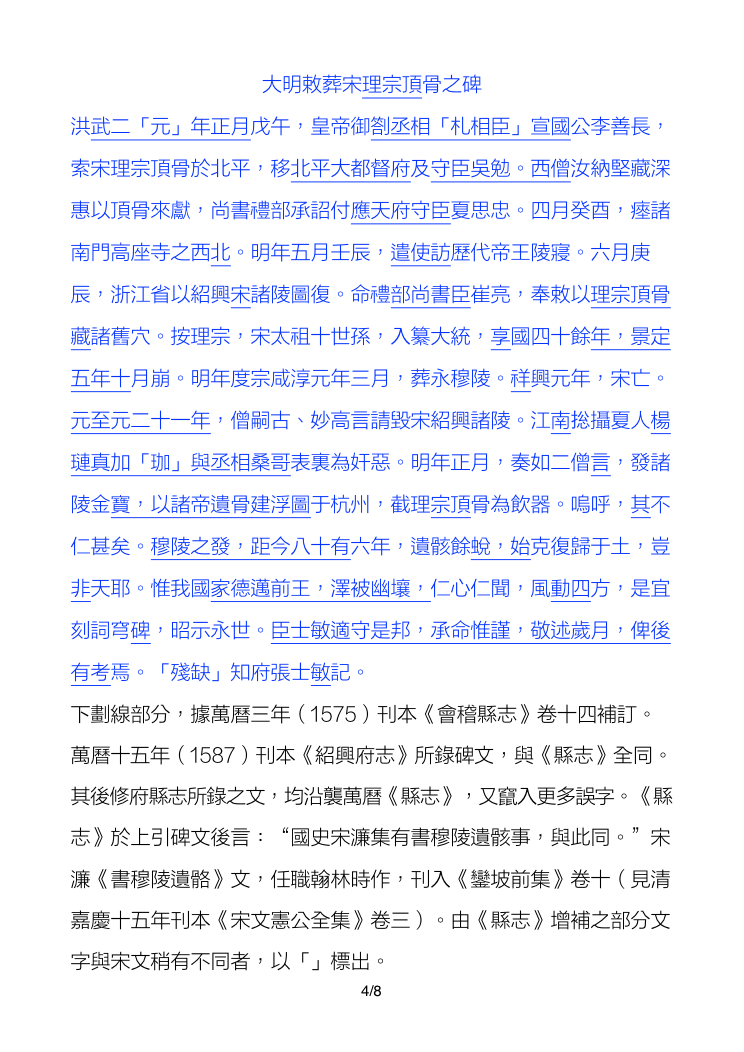 大明敕葬宋理宗頂骨之碑
洪武二「元」年正月戊午，皇帝御劄丞相「札相臣」宣國公李善長，
索宋理宗頂骨於北平，移北平大都督府及守臣吳勉。西僧汝納堅藏深
惠以頂骨來獻，尚書禮部承詔付應天府守臣夏思忠。四月癸酉，瘞諸
南門高座寺之西北。明年五月壬辰，遣使訪歷代帝王陵寢。六月庚
辰，浙江省以紹興宋諸陵圖復。命禮部尚書臣崔亮，奉敕以理宗頂骨
藏諸舊穴。按理宗，宋太祖十世孫，入纂大統，享國四十餘年，景定
五年十月崩。明年度宗咸淳元年三月，葬永穆陵。祥興元年，宋亡。
元至元二十一年，僧嗣古、妙高言請毀宋紹興諸陵。江南捴攝夏人楊
璉真加「珈」與丞相桑哥表裏為奸惡。明年正月，奏如二僧言，發諸
陵金寶，以諸帝遺骨建浮圖于杭州，截理宗頂骨為飲器。嗚呼，其不
仁甚矣。穆陵之發，距今八十有六年，遺骸餘蛻，始克復歸于土，豈
非天耶。惟我國家德邁前王，澤被幽壤，仁心仁聞，風動四方，是宜
刻詞穹碑，昭示永世。臣士敏適守是邦，承命惟謹，敬述歲月，俾後
有考焉。「殘缺」知府張士敏記。
下劃線部分，據萬曆三年（1575）刊本《會稽縣志》卷十四補訂。
萬曆十五年（1587）刊本《紹興府志》所錄碑文，與《縣志》全同。
其後修府縣志所錄之文，均沿襲萬曆《縣志》，又竄入更多誤字。《縣
志》於上引碑文後言：“國史宋濂集有書穆陵遺骸事，與此同。”宋
濂《書穆陵遺骼》文，任職翰林時作，刊入《鑾坡前集》卷十（見清
嘉慶十五年刊本《宋文憲公全集》卷三）。由《縣志》增補之部分文
字與宋文稍有不同者，以「」標出。
4/8